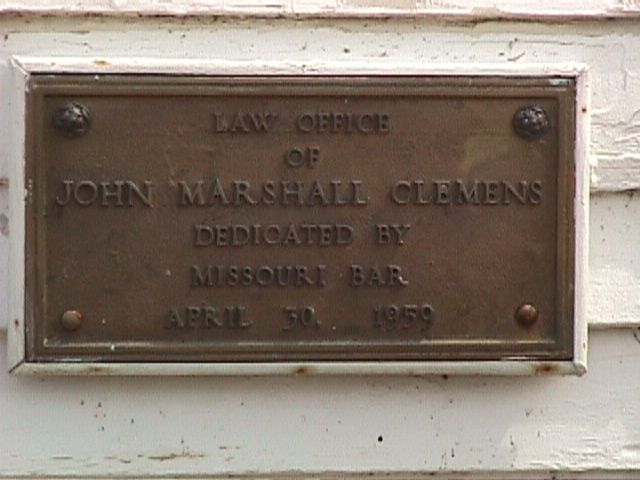 LAW OFFICE
OF
JOHN MARSHALL CLEMENS
DEDICATED BY
MISSOURI BAR
APRIL 30, 1959